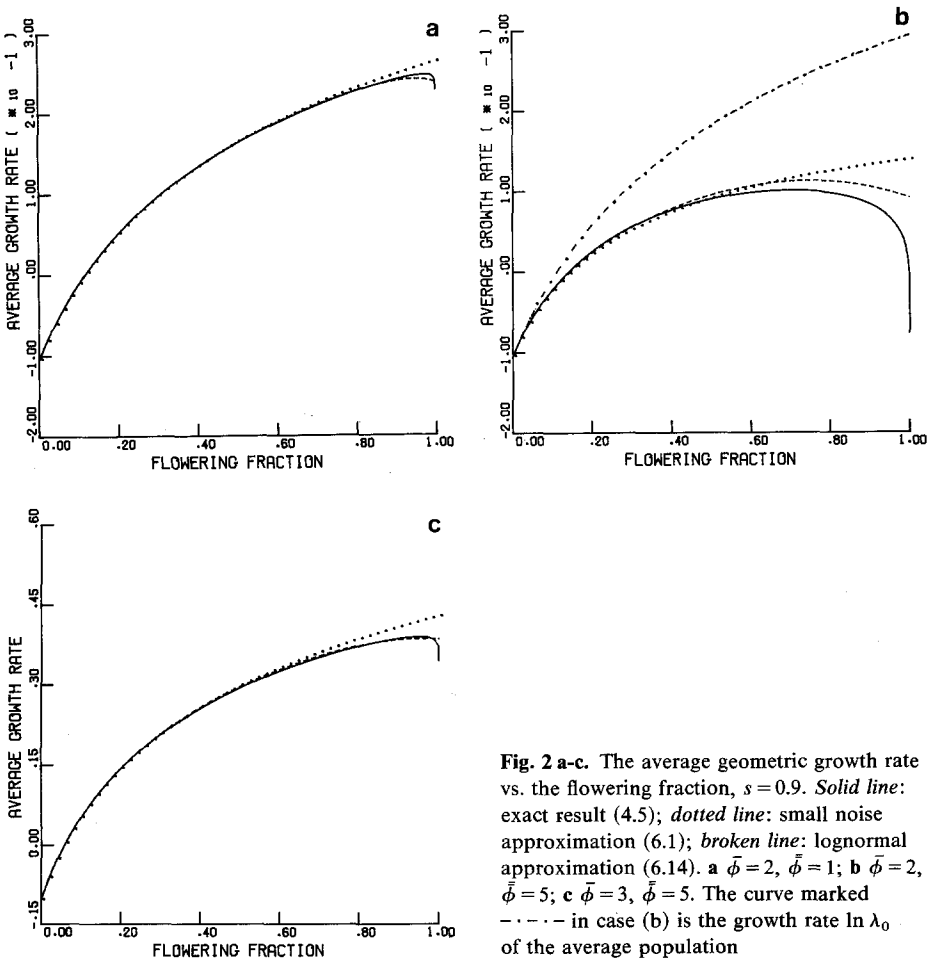 a
3.00
2.00
1.00
.00
-1.00
-2.00
AVERAGE GROWTH RATE ( * 10 -1 )
0.00 .20 .40 .60 .80 1.00
FLOWERING FRACTION
b
3.00
2.00
1.00
.00
-1.00
-2.00
AVERAGE GROWTH RATE ( * 10 -1 )
0.00 .20 .40 .60 .80 1.00
FLOWERING FRACTION
c
.60
.45
.30
.15
0.00
-.15
AVERAGE GROWTH RATE
0.00 .20 .40 .60 .80 1.00
FLOWERING FRACTION
Fig. 2 a-c. The average geometric growth rate
vs. the flowering fraction, s = 0.9. Solid line:
exact result (4.5); dotted line: small noise
approximation (6.1); broken line: lognormal
approximation (6.14). a ϕ̄ = 2, ϕ̿ = 1; b ϕ̄ = 2,
ϕ̿ = 5; c ϕ̄ = 3, ϕ̿ = 5. The curve marked
–·–·– in case (b) is the growth rate ln λ₀
of the average population